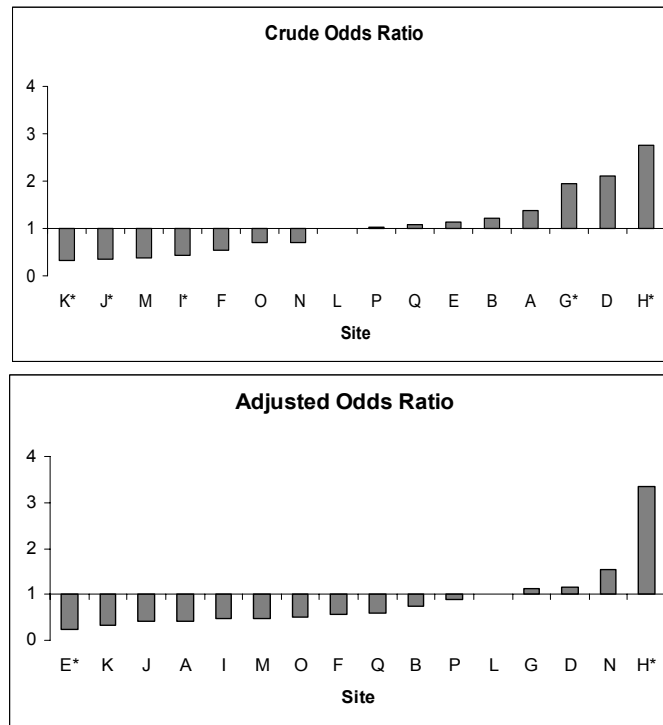 Crude Odds Ratio
4
3
2
1
0
K* J* M I* F O N L P Q E B A G* D H*
Site
Adjusted Odds Ratio
4
3
2
1
0
E* K J A I M O F Q B P L G D N H*
Site